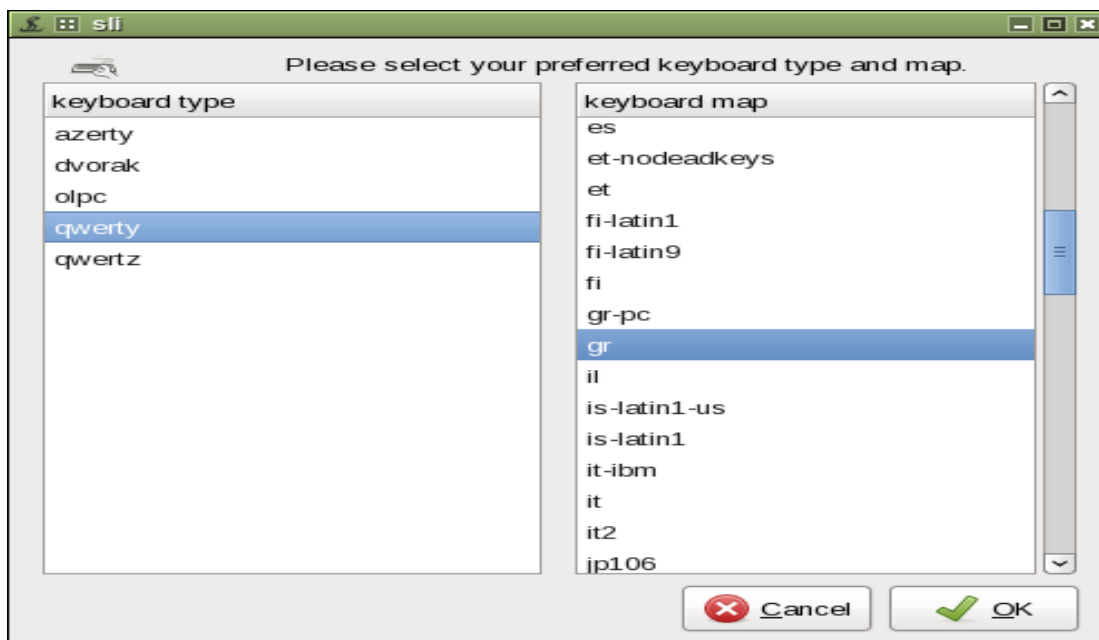 sli
Please select your preferred keyboard type and map.
keyboard type
azerty
dvorak
olpc
qwerty
qwertz
keyboard map
es
et-nodeadkeys
et
fi-latin1
fi-latin9
fi
gr-pc
gr
il
is-latin1-us
is-latin1
it-ibm
it
it2
jp106
Cancel
OK